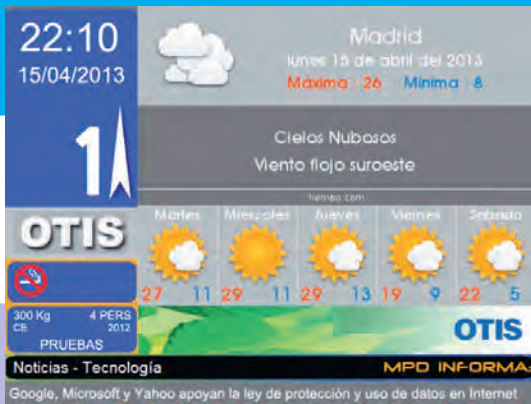 22:10
15/04/2013
1
OTIS
300 Kg 4 PERS
CE 2012
PRUEBAS
Madrid
lunes 15 de abril del 2013
Máxima 26 Mínima 8
Cielos Nubosos
Viento flojo suroeste
tiempo.com
Martes Miércoles Jueves Viernes Sábado
27 11 29 11 29 13 19 9 22 5
OTIS
Noticias - Tecnología MPD INFORMA:
Google, Microsoft y Yahoo apoyan la ley de protección y uso de datos en Internet